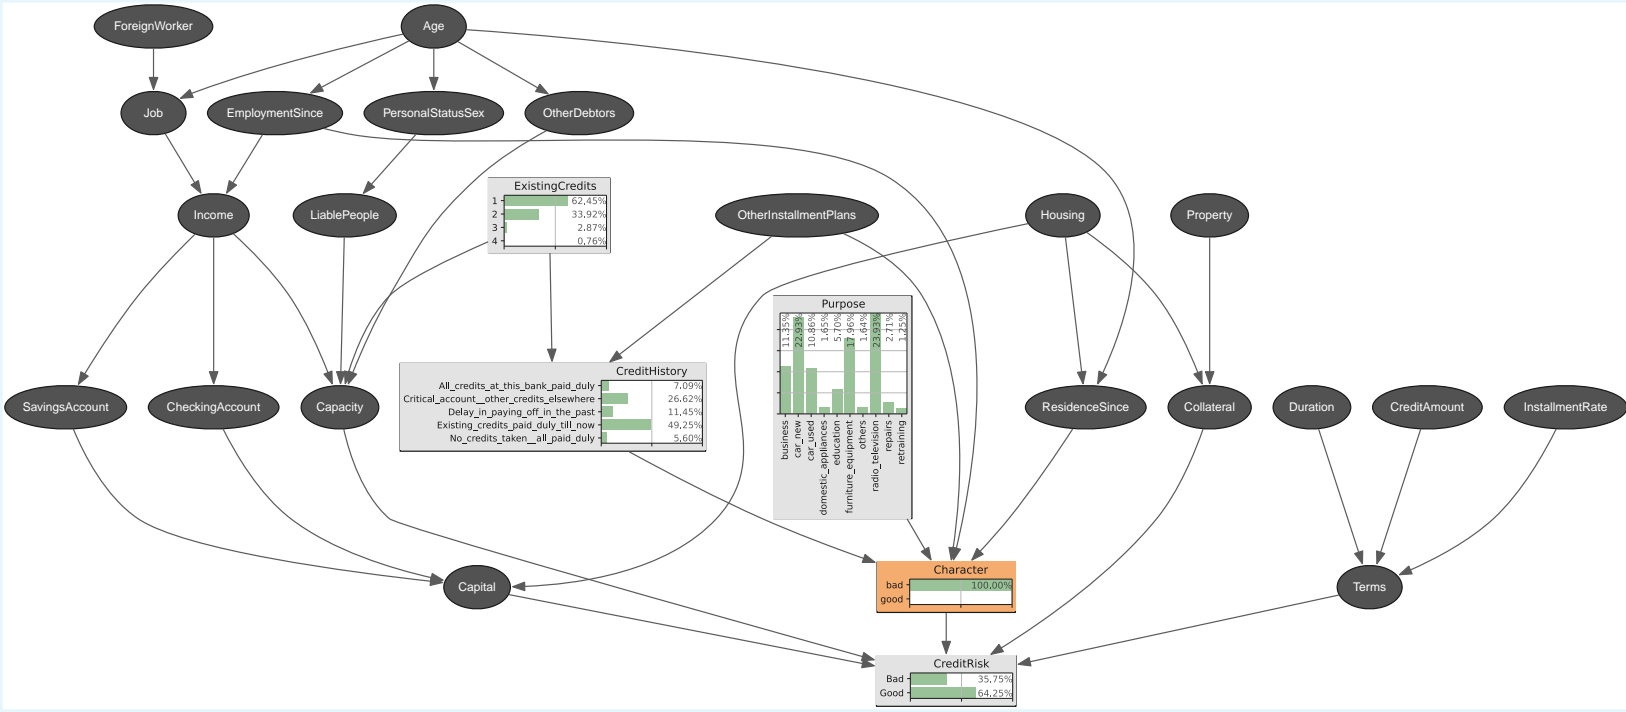 ForeignWorker
Age
Job
EmploymentSince
PersonalStatusSex
OtherDebtors
Income
LiablePeople
ExistingCredits
1 62,45%
2 33,92%
3 2,87%
4 0,76%
OtherInstallmentPlans
Housing
Property
Purpose
11,35%
22,93%
10,86%
1,65%
5,70%
17,96%
1,64%
23,93%
2,71%
1,25%
business
car_new
car_used
domestic_appliances
education
furniture_equipment
others
radio_television
repairs
retraining
SavingsAccount
CheckingAccount
Capacity
CreditHistory
All_credits_at_this_bank_paid_duly 7,09%
Critical_account__other_credits_elsewhere 26,62%
Delay_in_paying_off_in_the_past 11,45%
Existing_credits_paid_duly_till_now 49,25%
No_credits_taken__all_paid_duly 5,60%
ResidenceSince
Collateral
Duration
CreditAmount
InstallmentRate
Capital
Character
bad 100,00%
good
Terms
CreditRisk
Bad 35,75%
Good 64,25%